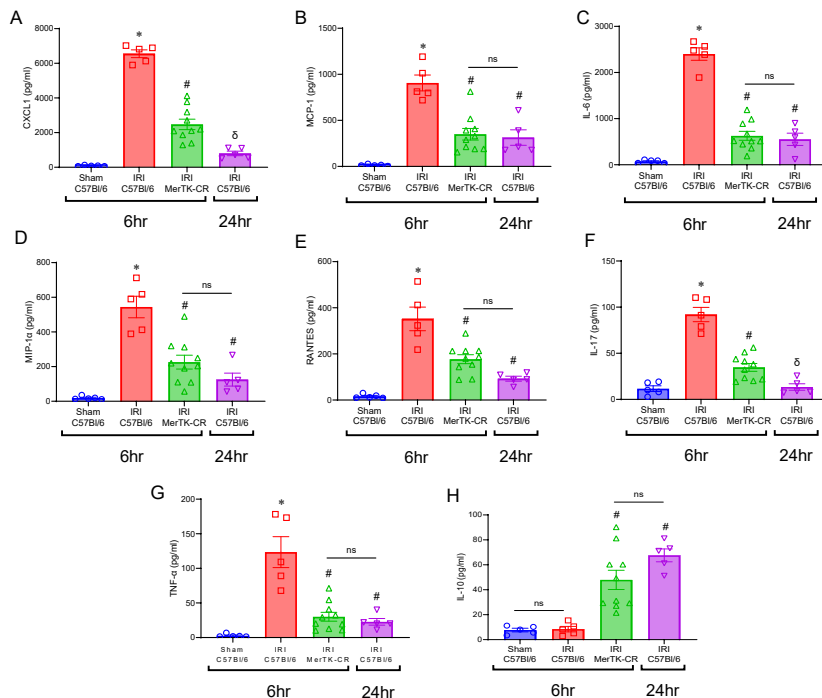 A
CXCL1 (pg/ml)
8000
6000
4000
2000
0
*
#
δ
Sham IRI IRI IRI
C57Bl/6 C57Bl/6 MerTK-CR C57Bl/6
6hr 24hr
B
MCP-1 (pg/ml)
1500
1000
500
0
*
ns
# #
Sham IRI IRI IRI
C57Bl/6 C57Bl/6 MerTK-CR C57Bl/6
6hr 24hr
C
IL-6 (pg/ml)
3,000
2,000
1,000
0
*
ns
# #
Sham IRI IRI IRI
C57Bl/6 C57Bl/6 MerTK-CR C57Bl/6
6hr 24hr
D
MIP-1α (pg/ml)
800
600
400
200
0
*
ns
#
#
Sham IRI IRI IRI
C57Bl/6 C57Bl/6 MerTK-CR C57Bl/6
6hr 24hr
E
RANTES (pg/ml)
600
400
200
0
*
ns
#
#
Sham IRI IRI IRI
C57Bl/6 C57Bl/6 MerTK-CR C57Bl/6
6hr 24hr
F
IL-17 (pg/ml)
150
100
50
0
*
#
δ
Sham IRI IRI IRI
C57Bl/6 C57Bl/6 MerTK-CR C57Bl/6
6hr 24hr
G
TNF-α (pg/ml)
200
150
100
50
0
*
ns
#
#
Sham IRI IRI IRI
C57Bl/6 C57Bl/6 MerTK-CR C57Bl/6
6hr 24hr
H
IL-10 (pg/ml)
100
80
60
40
20
0
ns
ns
# #
Sham IRI IRI IRI
C57Bl/6 C57Bl/6 MerTK-CR C57Bl/6
6hr 24hr